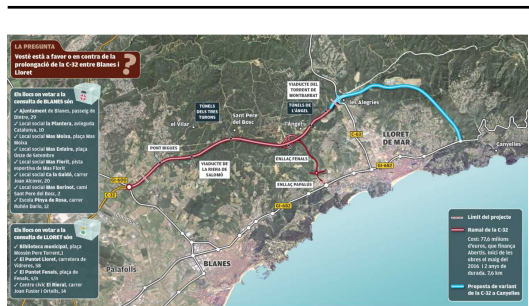 LA PREGUNTA
Vostè està a favor o en contra de la
prolongació de la C-32 entre Blanes i
Lloret
?
Els llocs on votar a la
consulta de BLANES són
✓ Ajuntament de Blanes, passeig de
Dintre, 29
✓ Local social la Plantera, avinguda
Catalunya, 10
✓ Local social Mas Moixa, plaça Mas
Moixa
✓ Local social Mas Enlaire, plaça
Onze de Setembre
✓ Local social Mas Florit, pista
esportiva de Mas Florit
✓ Local social Ca la Guidó, carrer
Joan Alcover, 20
✓ Local social Mas Borinot, camí
Sant Pere del Bosc, 2
✓ Escola Pinya de Rosa, carrer
Rubén Darío, 12
Els llocs on votar a la
consulta de LLORET són
✓ Biblioteca municipal, plaça
Mossèn Pere Torrent,1
✓ El Puntet Lloret, carretera de
Vidreres, 58
✓ El Puntet Fenals, plaça de
Fenals, s/n
✓ Centre cívic El Rieral, carrer
Joan Fuster i Ortells, 14
VIADUCTE DEL
TORRENT DE
MONTBARBAT
les Alegries
TÚNELS
DELS TRES
TURONS
TÚNELS DE
L'ÀNGEL
el Vilar
Sant Pere
del Bosc
Àngels
C-63
LLORET
DE MAR
Canyelles
PONT BIGUES
VIADUCTE DE
LA RIERA DE
SALOMÓ
ENLLAÇ FENALS
GI-682
ENLLAÇ PAPALÚS
GI-600
C-32
GI-682
BLANES
Palafolls
Límit del projecte
Ramal de la C-32
Cost: 77,6 milions
d'euros, que finança
Abertis. Inici de les
obres el maig del
2016 i 2 anys de
durada. 7,6 km
Proposta de variant
de la C-32 a Canyelles